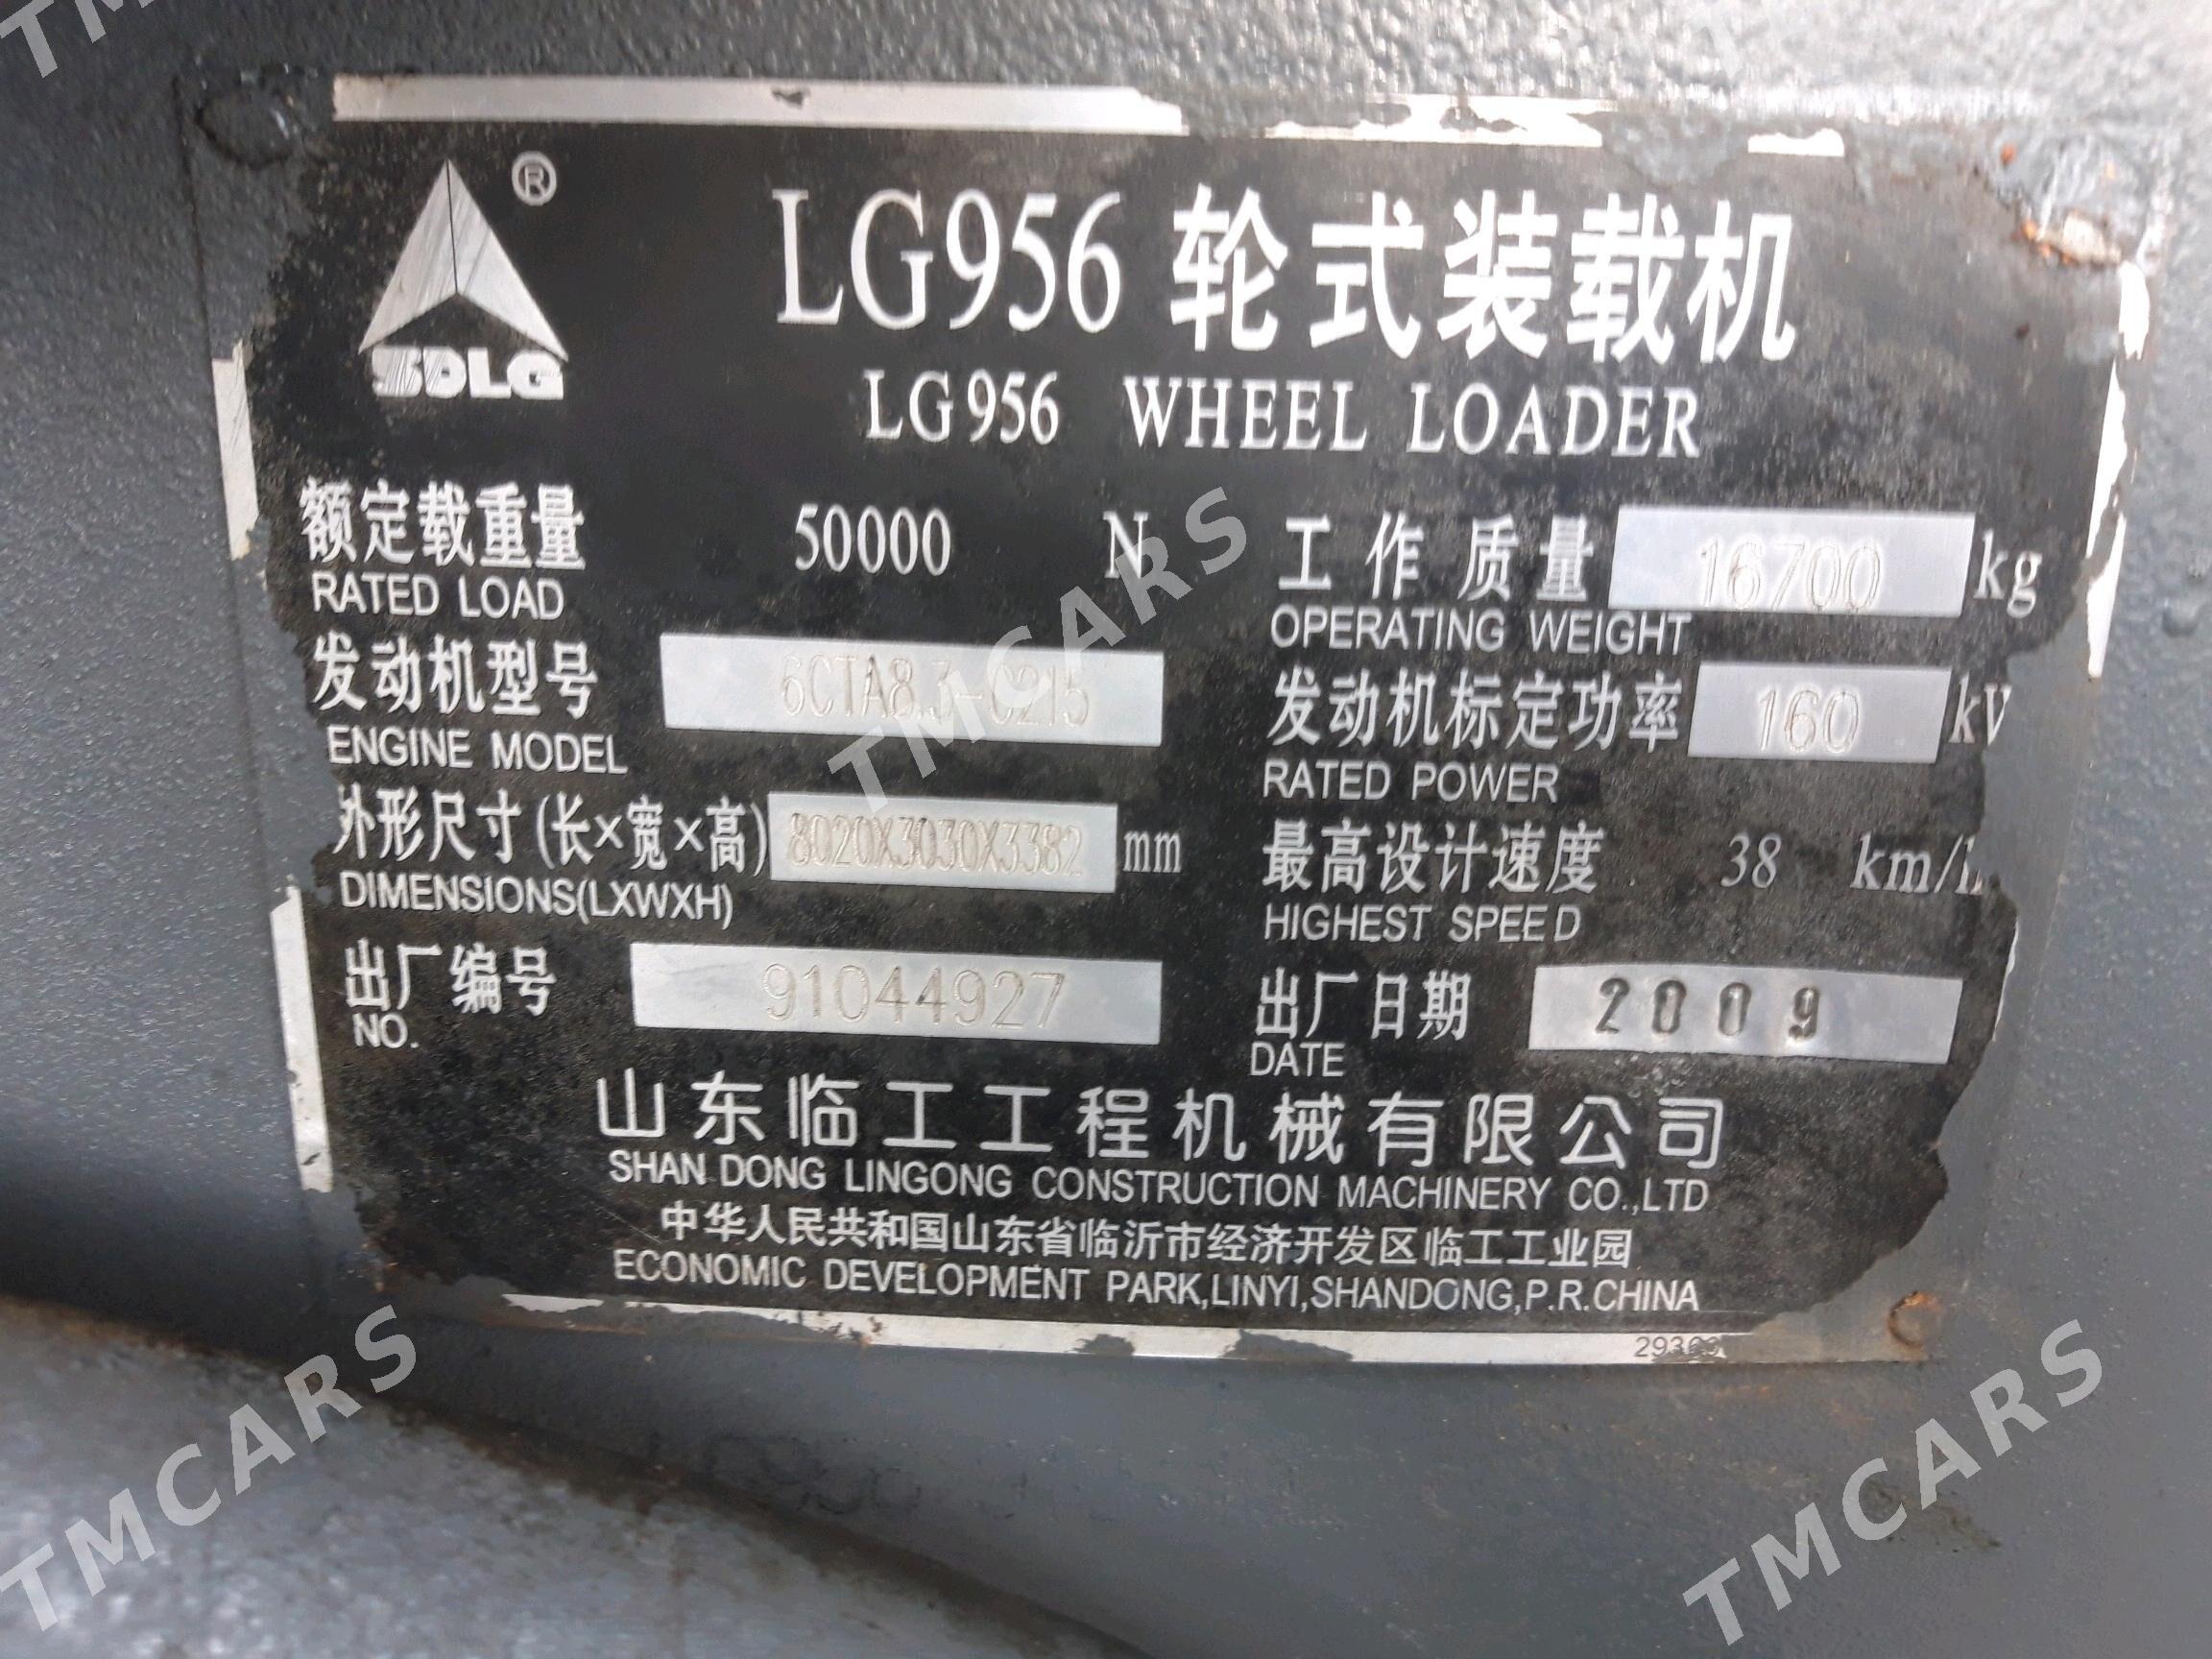 ®
SDLG
LG956 轮式装载机
LG956 WHEEL LOADER
额定载重量 50000 N
RATED LOAD
工作质量 16700 kg
OPERATING WEIGHT
发动机型号 6CTA8.3-C215
ENGINE MODEL
发动机标定功率 160
RATED POWER
外形尺寸(长×宽×高) 8020X3030X3382 mm
DIMENSIONS(LXWXH)
最高设计速度 38 km/
HIGHEST SPEED
出厂编号 91044927
NO.
出厂日期 2009
DATE
山东临工工程机械有限公司
SHAN DONG LINGONG CONSTRUCTION MACHINERY CO.,LTD
中华人民共和国山东省临沂市经济开发区临工工业园
ECONOMIC DEVELOPMENT PARK,LINYI,SHANDONG,P.R.CHINA
TMCARS
TMCARS
TMCARS